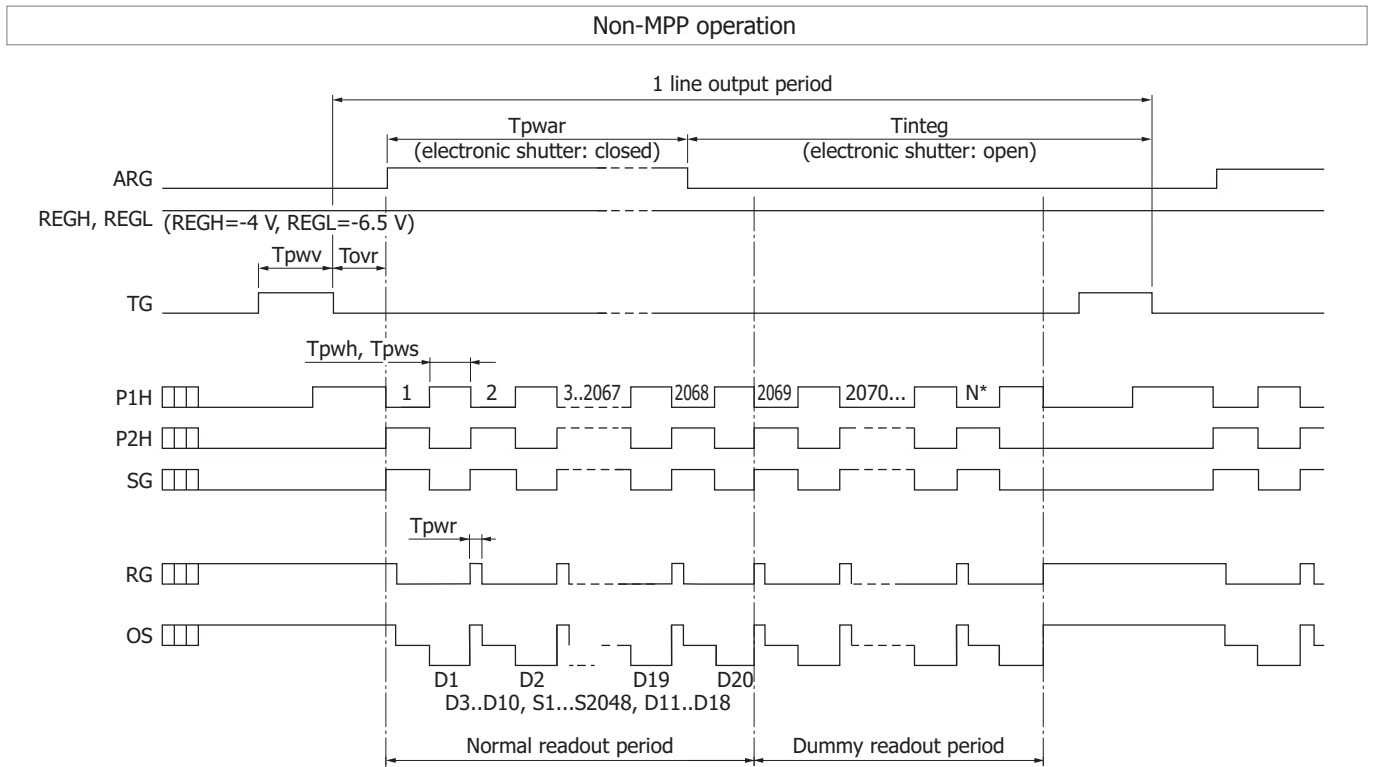 Non-MPP operation
1 line output period
Tpwar
(electronic shutter: closed)
Tinteg
(electronic shutter: open)
ARG
REGH, REGL (REGH=-4 V, REGL=-6.5 V)
Tpwv Tovr
TG
Tpwh, Tpws
P1H 1 2 3..2067 2068 2069 2070... N*
P2H
SG
Tpwr
RG
OS
D1 D2 D19 D20
D3..D10, S1...S2048, D11..D18
Normal readout period Dummy readout period